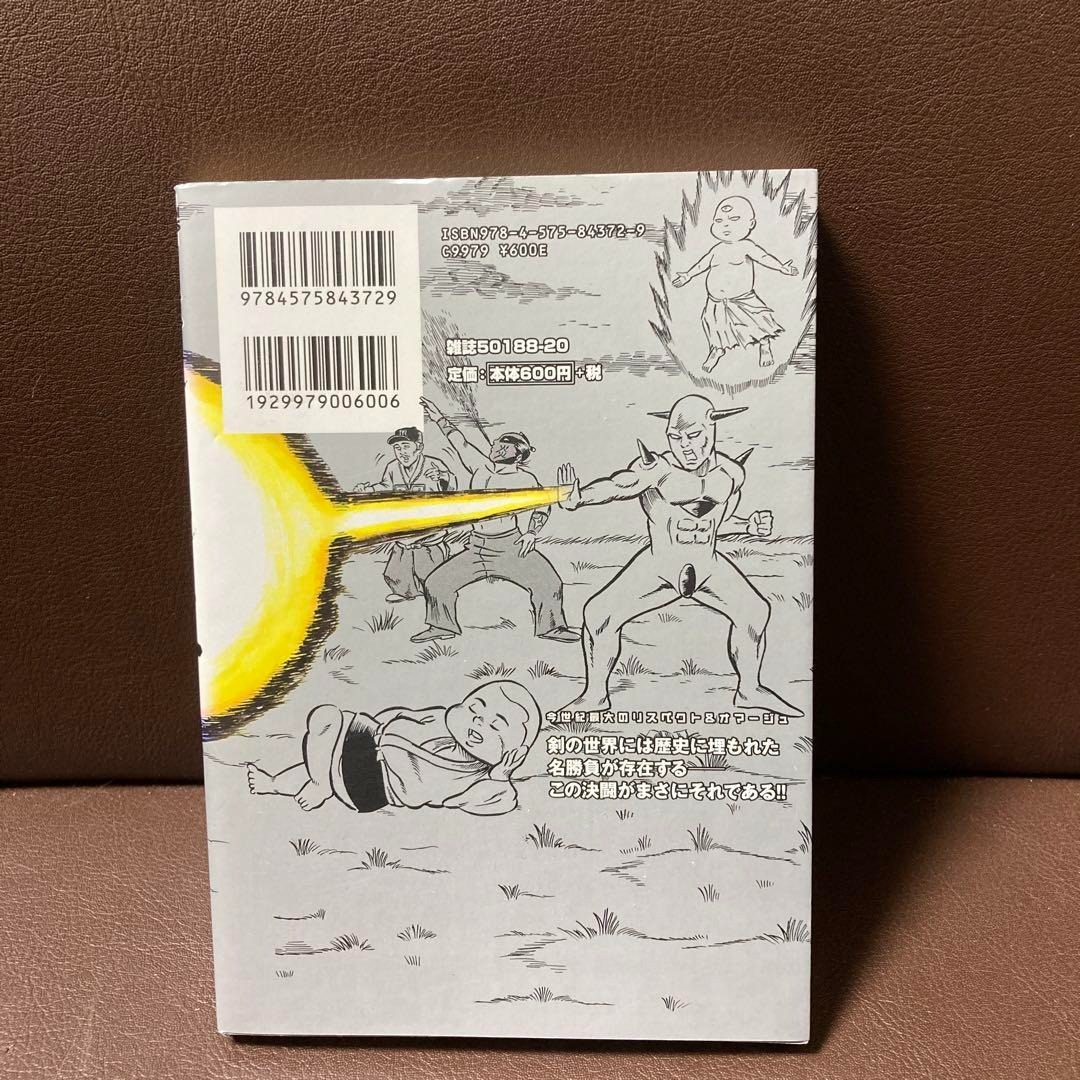 ISBN978-4-575-84372-9
C9979 ¥600E
9784575843729
雑誌50188-20
定価：本体600円+税
1929979006006
今世紀最大のリスペクト&オマージュ
剣の世界には歴史に埋もれた
名勝負が存在する──
この決闘がまさにそれである!!